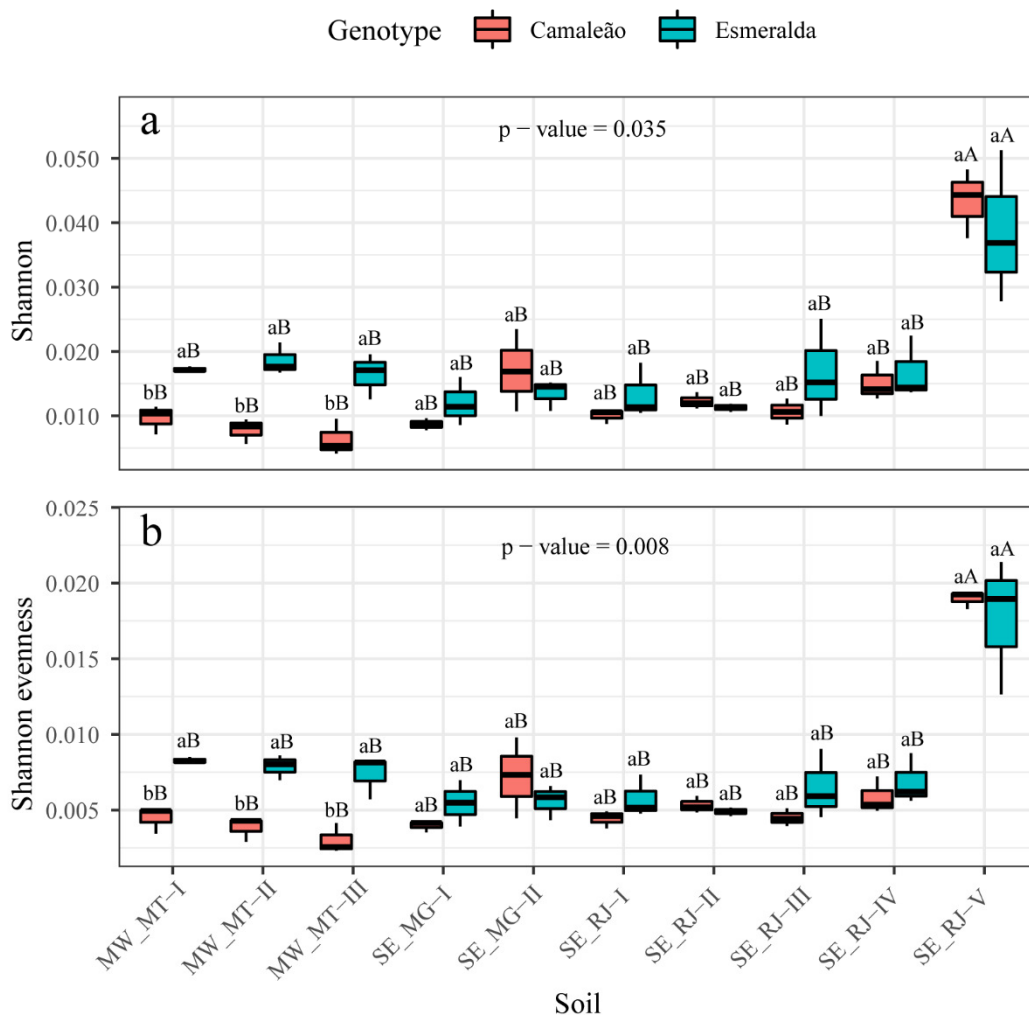 Genotype Camaleão Esmeralda
a
p − value = 0.035
Shannon
0.050
0.040
0.030
0.020
0.010
bB aB bB aB bB aB aB aB aB aB aB aB aB aB aB aB aB aB aA aA
b
p − value = 0.008
Shannon evenness
0.025
0.020
0.015
0.010
0.005
bB aB bB aB bB aB aB aB aB aB aB aB aB aB aB aB aB aB aA aA
MW_MT−I
MW_MT−II
MW_MT−III
SE_MG−I
SE_MG−II
SE_RJ−I
SE_RJ−II
SE_RJ−III
SE_RJ−IV
SE_RJ−V
Soil